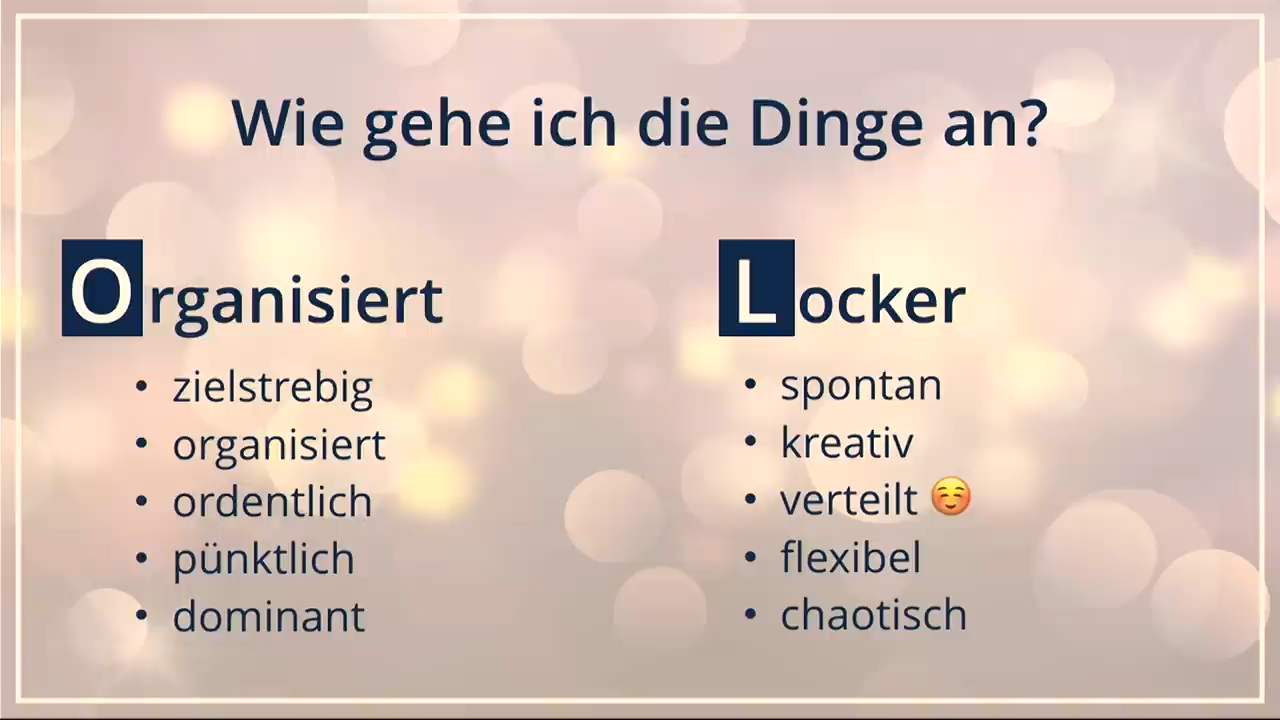 Wie gehe ich die Dinge an?
Organisiert
• zielstrebig
• organisiert
• ordentlich
• pünktlich
• dominant
Locker
• spontan
• kreativ
• verteilt ☺️
• flexibel
• chaotisch